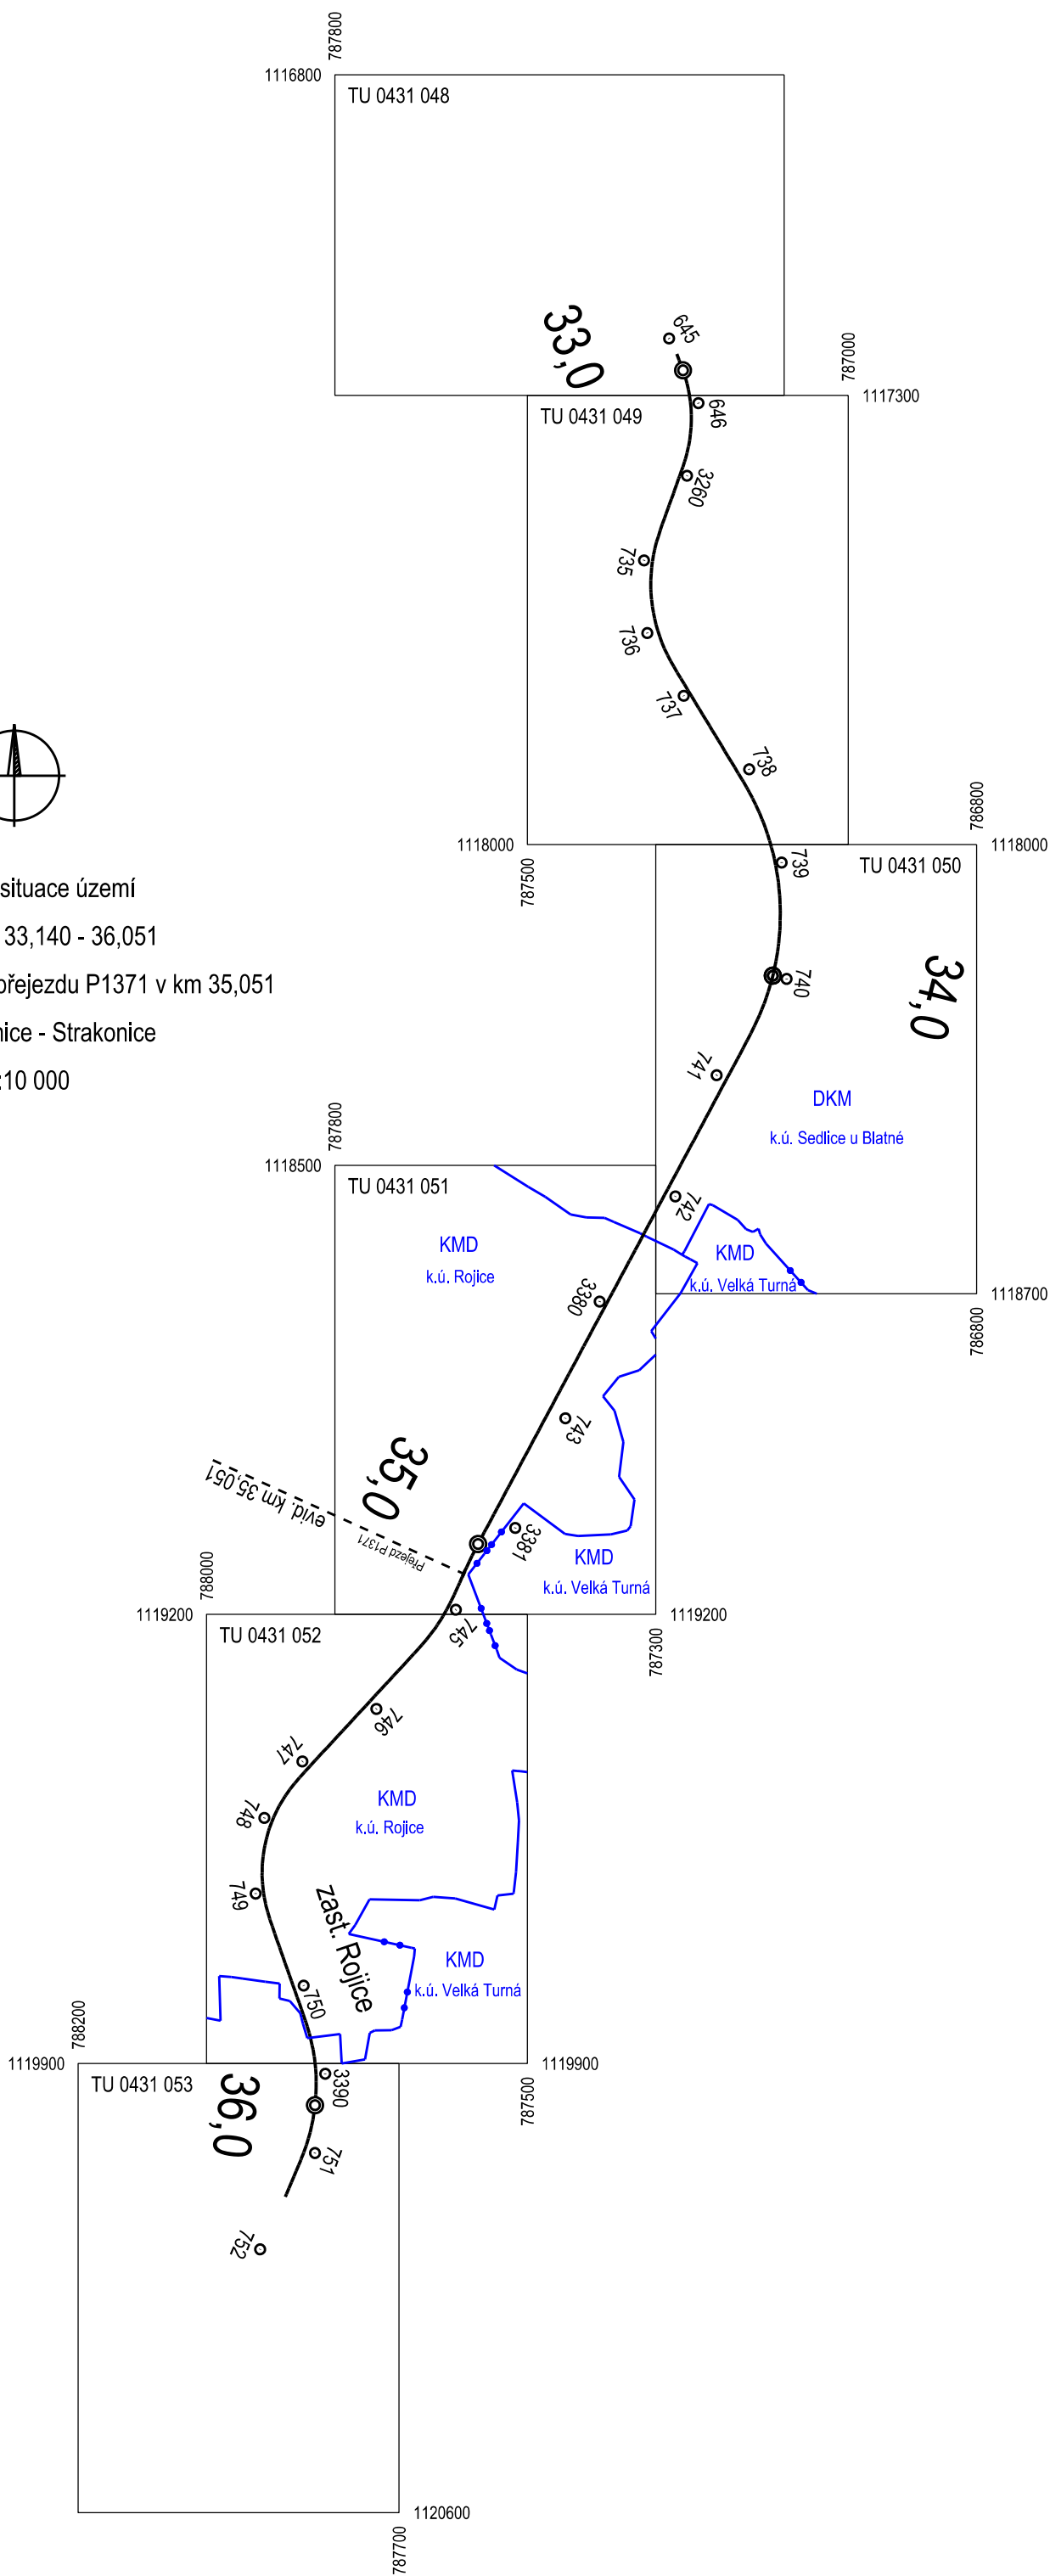 787800
1116800
TU 0431 048
33,0
645
787000
1117300
646
TU 0431 049
3260
735
736
737
738
786800
1118000
1118000
739
TU 0431 050
787500
situace území
33,140 - 36,051
přejezdu P1371 v km 35,051
nice - Strakonice
:10 000
740
34,0
741
DKM
k.ú. Sedlice u Blatné
787800
1118500
TU 0431 051
742
KMD
k.ú. Rojice
KMD
k.ú. Velká Turná
3380
1118700
786800
743
35,0
evid. km 35,051
Přejezd P1371
3381
KMD
k.ú. Velká Turná
788000
1119200
1119200
745
TU 0431 052
787300
746
747
KMD
k.ú. Rojice
748
749
zast. Rojice
KMD
k.ú. Velká Turná
750
788200
1119900
1119900
TU 0431 053
3390
787500
36,0
751
752
1120600
787700